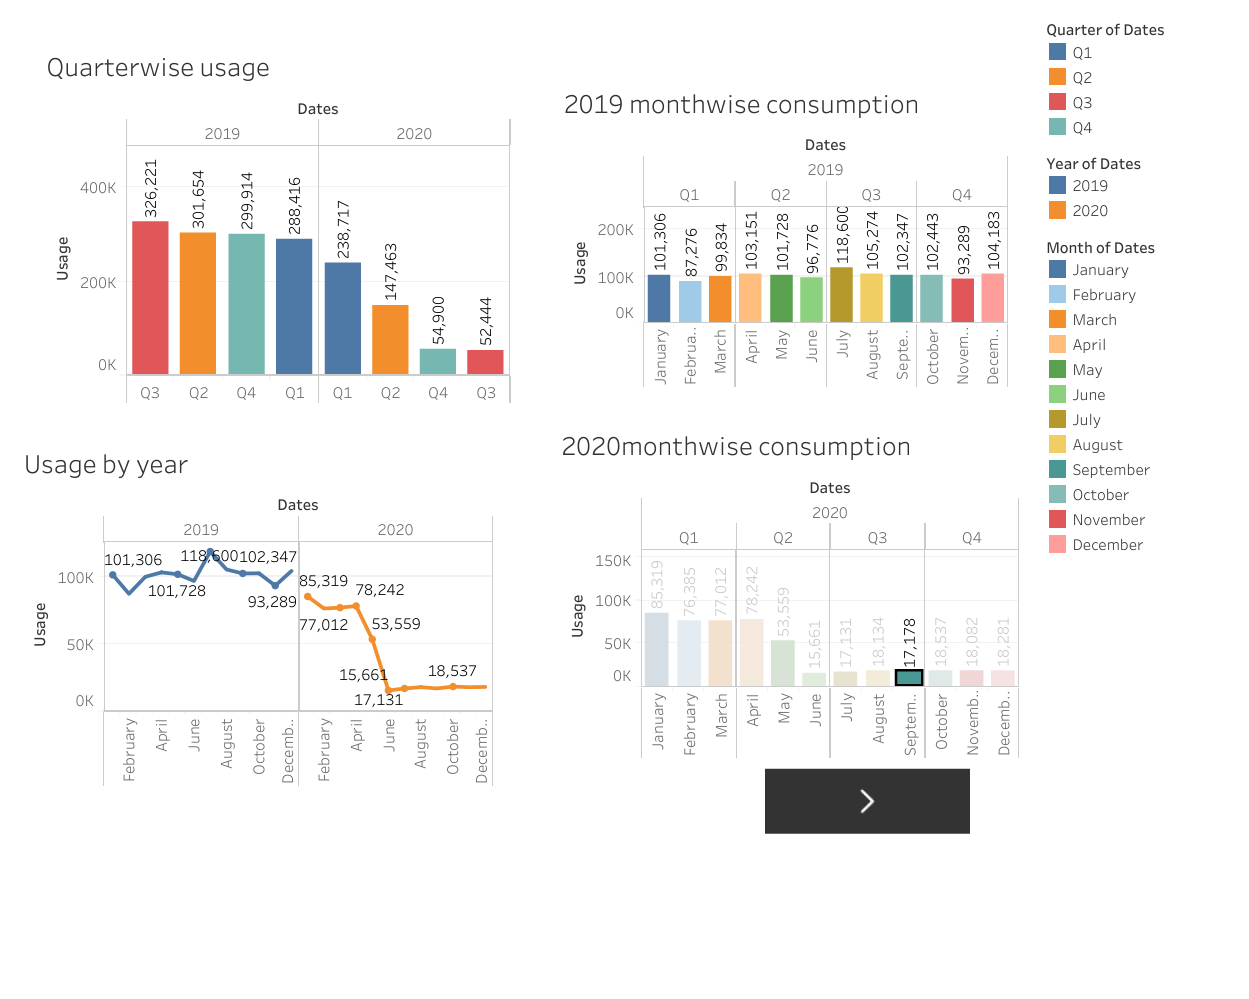 Quarterwise usage
Dates
2019
2020
Usage
400K
200K
0K
326,221
301,654
299,914
288,416
238,717
147,463
54,900
52,444
Q3
Q2
Q4
Q1
Q1
Q2
Q4
Q3
2019 monthwise consumption
Dates
2019
Q1
Q2
Q3
Q4
Usage
200K
100K
0K
101,306
87,276
99,834
103,151
101,728
96,776
118,600
105,274
102,347
102,443
93,289
104,183
January
Februa..
March
April
May
June
July
August
Septe..
October
Novem..
Decem..
Usage by year
Dates
2019
2020
Usage
100K
50K
0K
101,306
118,600
102,347
101,728
93,289
85,319
78,242
77,012
53,559
15,661
18,537
17,131
February
April
June
August
October
Decemb..
February
April
June
August
October
Decemb..
2020monthwise consumption
Dates
2020
Q1
Q2
Q3
Q4
Usage
150K
100K
50K
0K
85,319
76,385
77,012
78,242
53,559
15,661
17,131
18,134
17,178
18,537
18,082
18,281
January
February
March
April
May
June
July
August
Septem..
October
Novemb..
Decemb..
Quarter of Dates
Q1
Q2
Q3
Q4
Year of Dates
2019
2020
Month of Dates
January
February
March
April
May
June
July
August
September
October
November
December